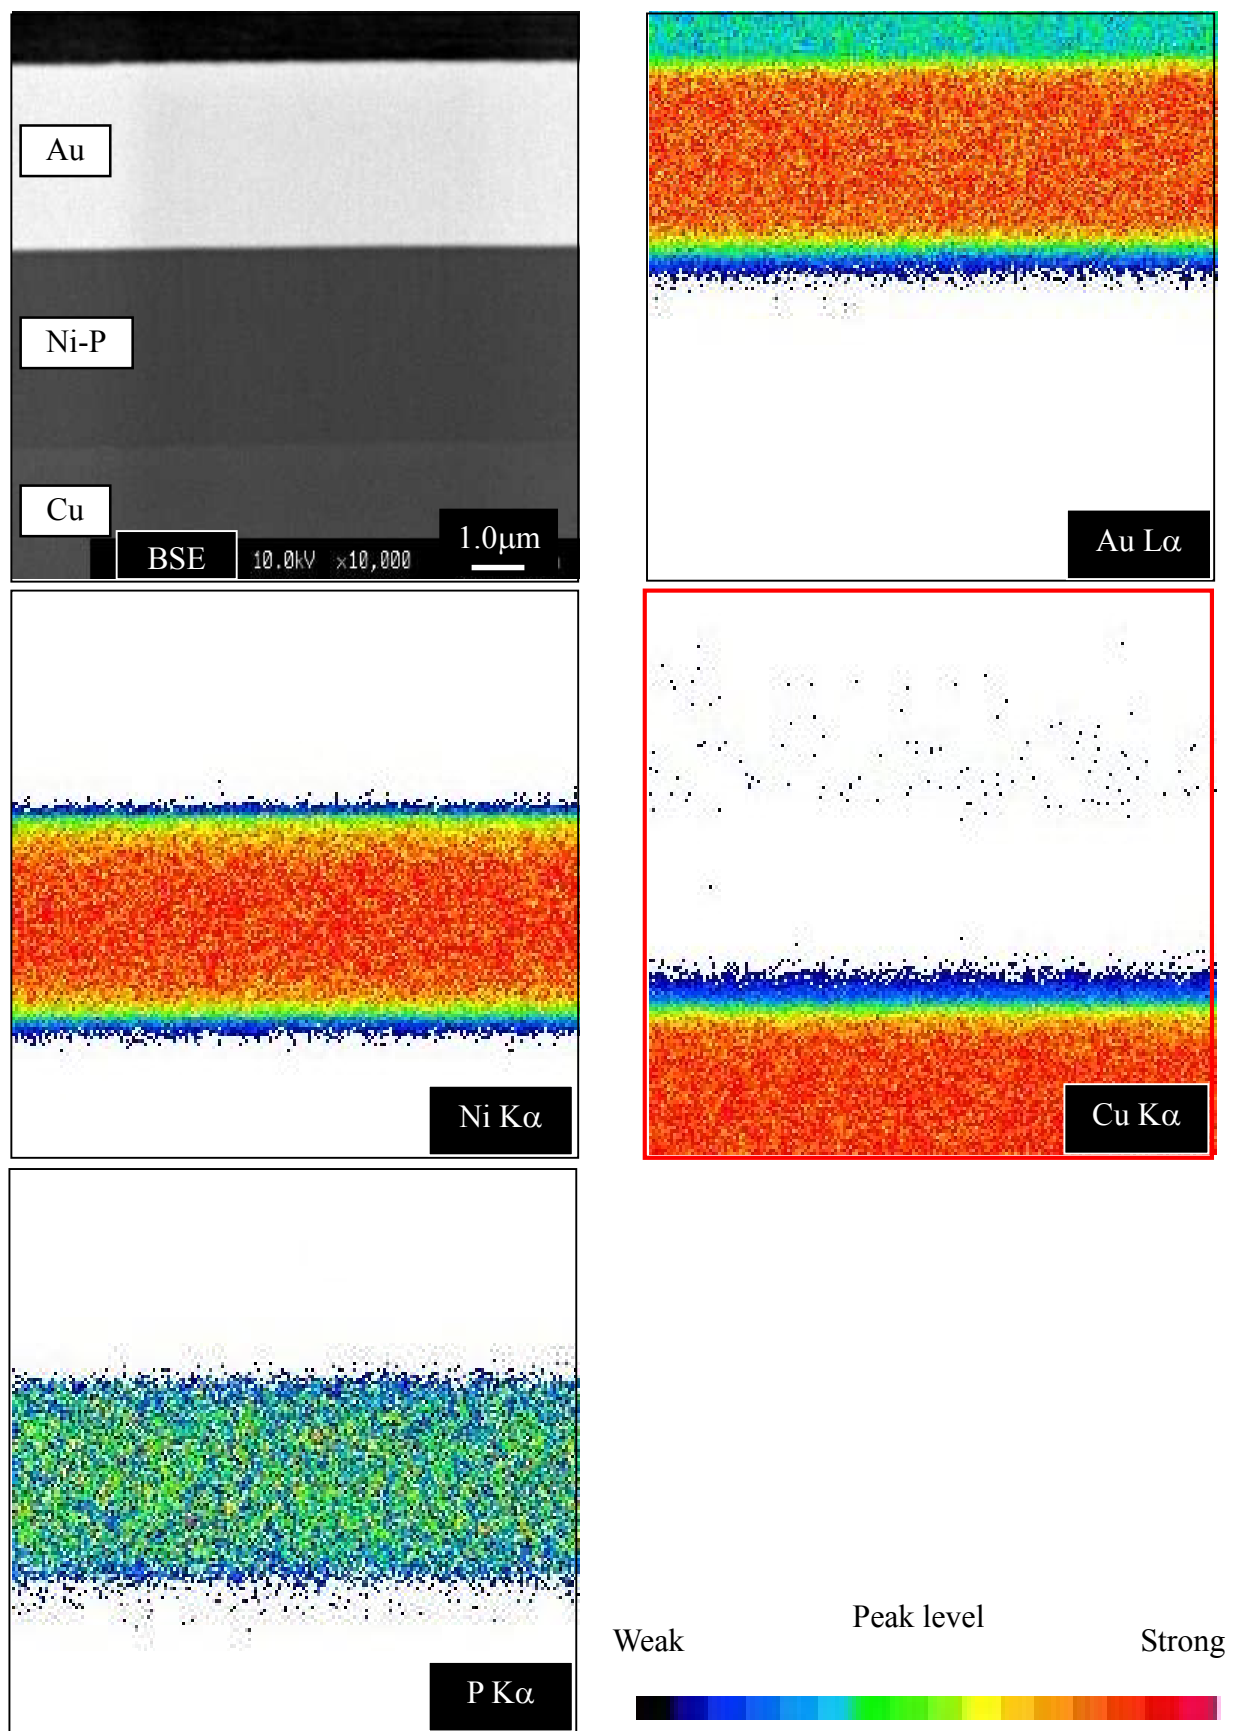 Au
Ni-P
Cu
BSE
10.0kV ×10,000
1.0μm
Au Lα
Ni Kα
Cu Kα
P Kα
Peak level
Weak
Strong